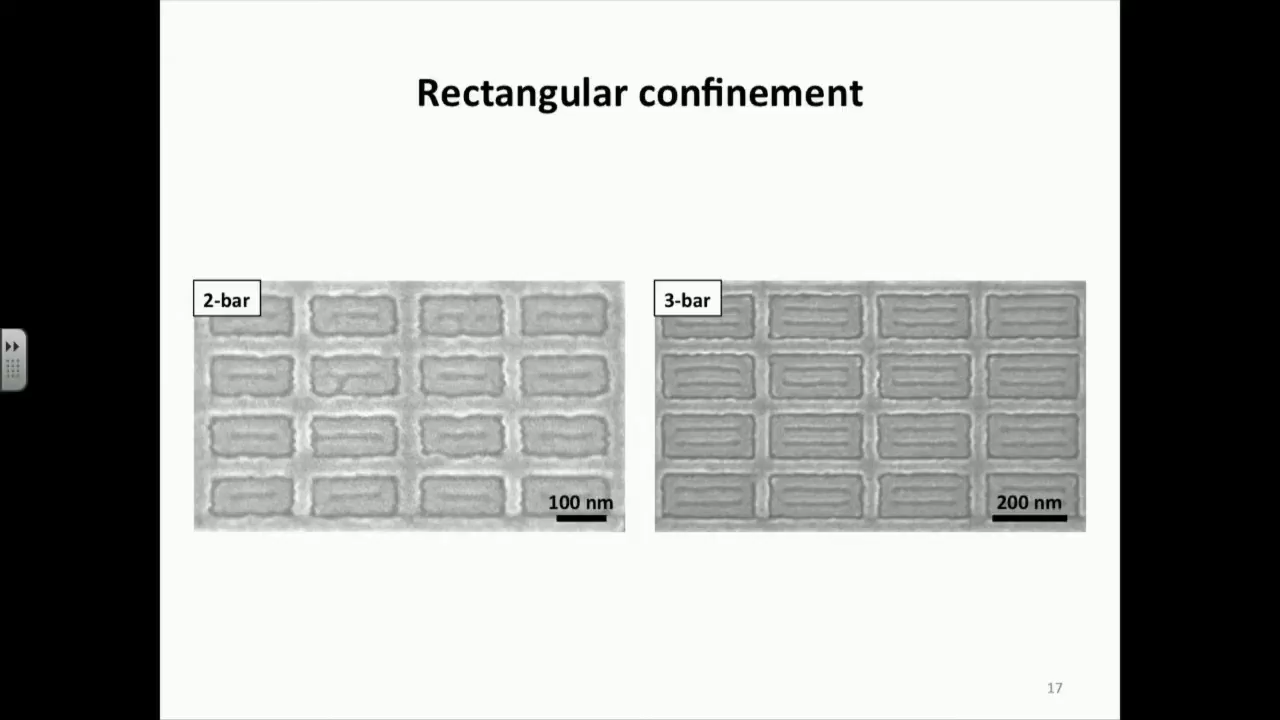 Rectangular confinement
2-bar
3-bar
100 nm
200 nm
17